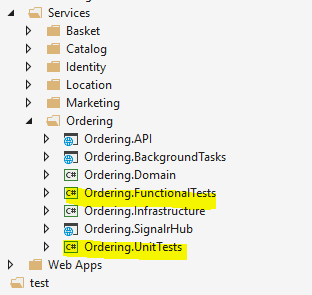 Services
Basket
Catalog
Identity
Location
Marketing
Ordering
Ordering.API
Ordering.BackgroundTasks
Ordering.Domain
C# Ordering.FunctionalTests
C# Ordering.Infrastructure
Ordering.SignalrHub
C# Ordering.UnitTests
Web Apps
test